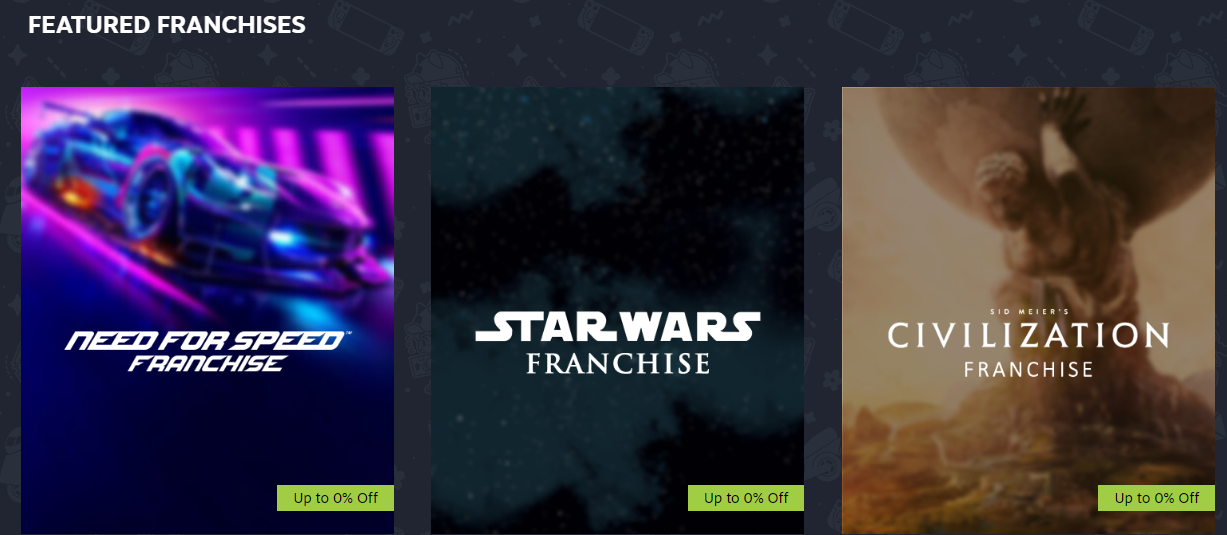 FEATURED FRANCHISES
NEED FOR SPEED™
FRANCHISE
Up to 0% Off
STAR WARS
FRANCHISE
Up to 0% Off
SID MEIER'S
CIVILIZATION
FRANCHISE
Up to 0% Off